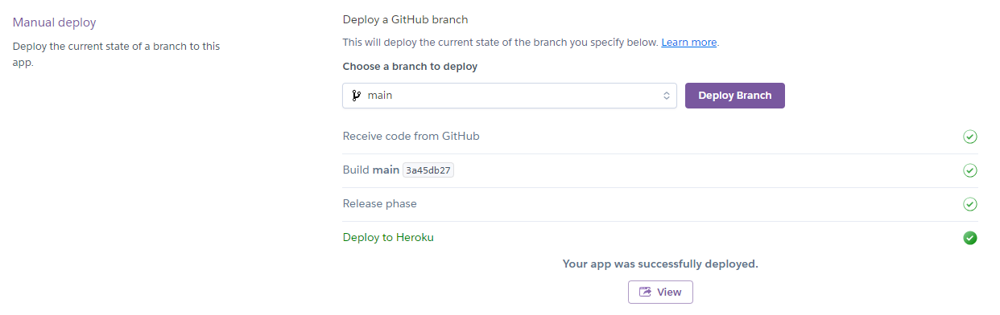 Manual deploy
Deploy the current state of a branch to this
app.
Deploy a GitHub branch
This will deploy the current state of the branch you specify below. Learn more.
Choose a branch to deploy
main
Deploy Branch
Receive code from GitHub
Build main 3a45db27
Release phase
Deploy to Heroku
Your app was successfully deployed.
View